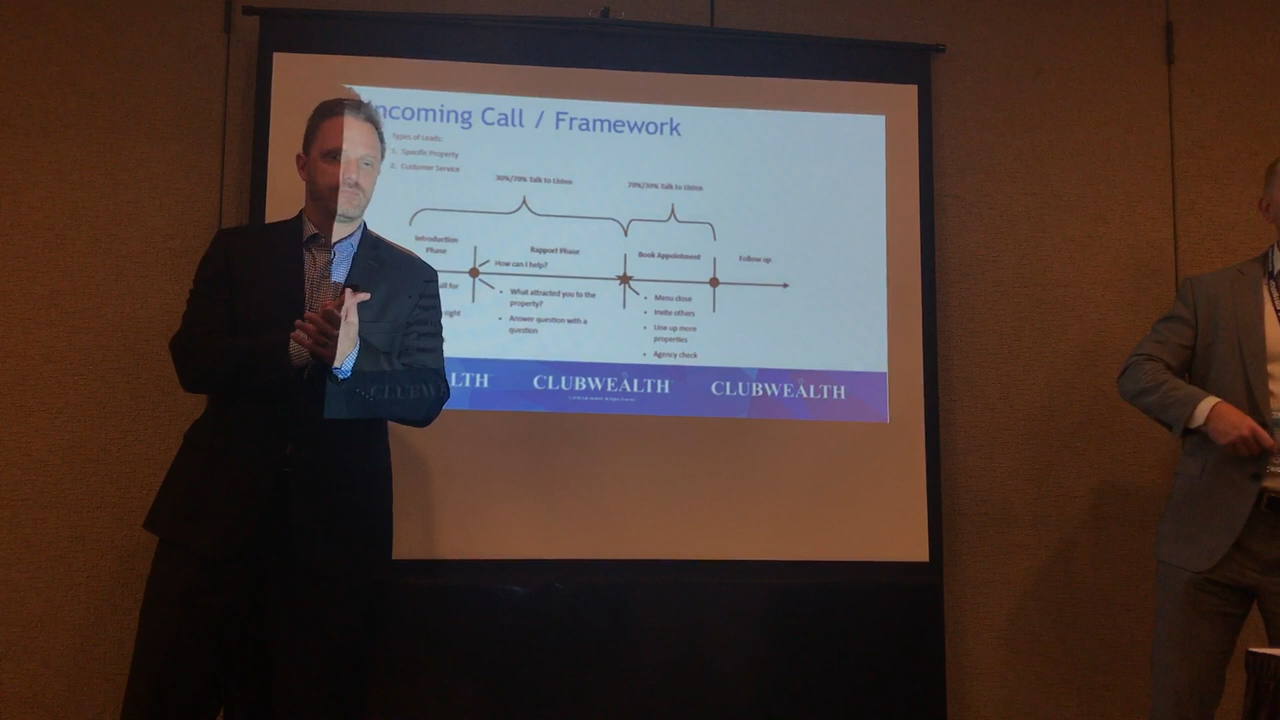 ncoming Call / Framework
Types of Leads:
1. Specific Property
2. Customer Service
30%/70% Talk to Listen
70%/30% Talk to Listen
Introduction
Phase
Rapport Phase
Book Appointment
Follow up
How can I help?
• What attracted you to the
property?
• Answer question with a
question
• Menu close
• Invite others
• Line up more
properties
• Agency check
CLUBWEALTH
CLUBWEALTH
CLUBWEALTH